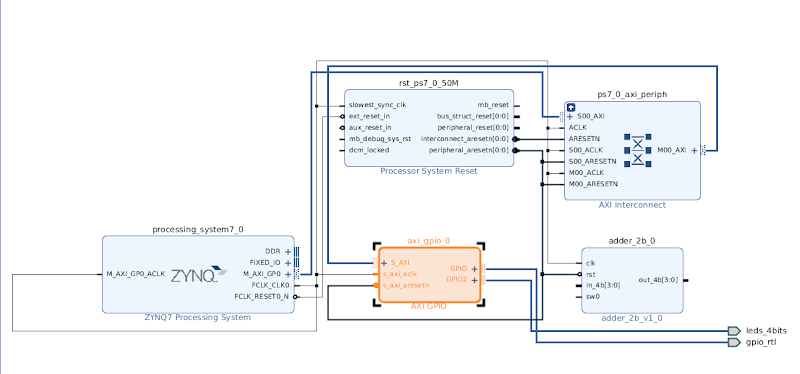 rst_ps7_0_50M
slowest_sync_clk
mb_reset
ext_reset_in
bus_struct_reset[0:0]
aux_reset_in
peripheral_reset[0:0]
mb_debug_sys_rst
interconnect_aresetn[0:0]
dcm_locked
peripheral_aresetn[0:0]
Processor System Reset
ps7_0_axi_periph
S00_AXI
ACLK
ARESETN
S00_ACLK
M00_AXI
S00_ARESETN
M00_ACLK
M00_ARESETN
AXI Interconnect
processing_system7_0
DDR
FIXED_IO
M_AXI_GP0_ACLK
ZYNQ
M_AXI_GP0
FCLK_CLK0
FCLK_RESET0_N
ZYNQ7 Processing System
axi_gpio_0
S_AXI
GPIO
s_axi_aclk
GPIO2
s_axi_aresetn
AXI GPIO
adder_2b_0
clk
rst
out_4b[3:0]
in_4b[3:0]
sw0
adder_2b_v1_0
leds_4bits
gpio_rtl